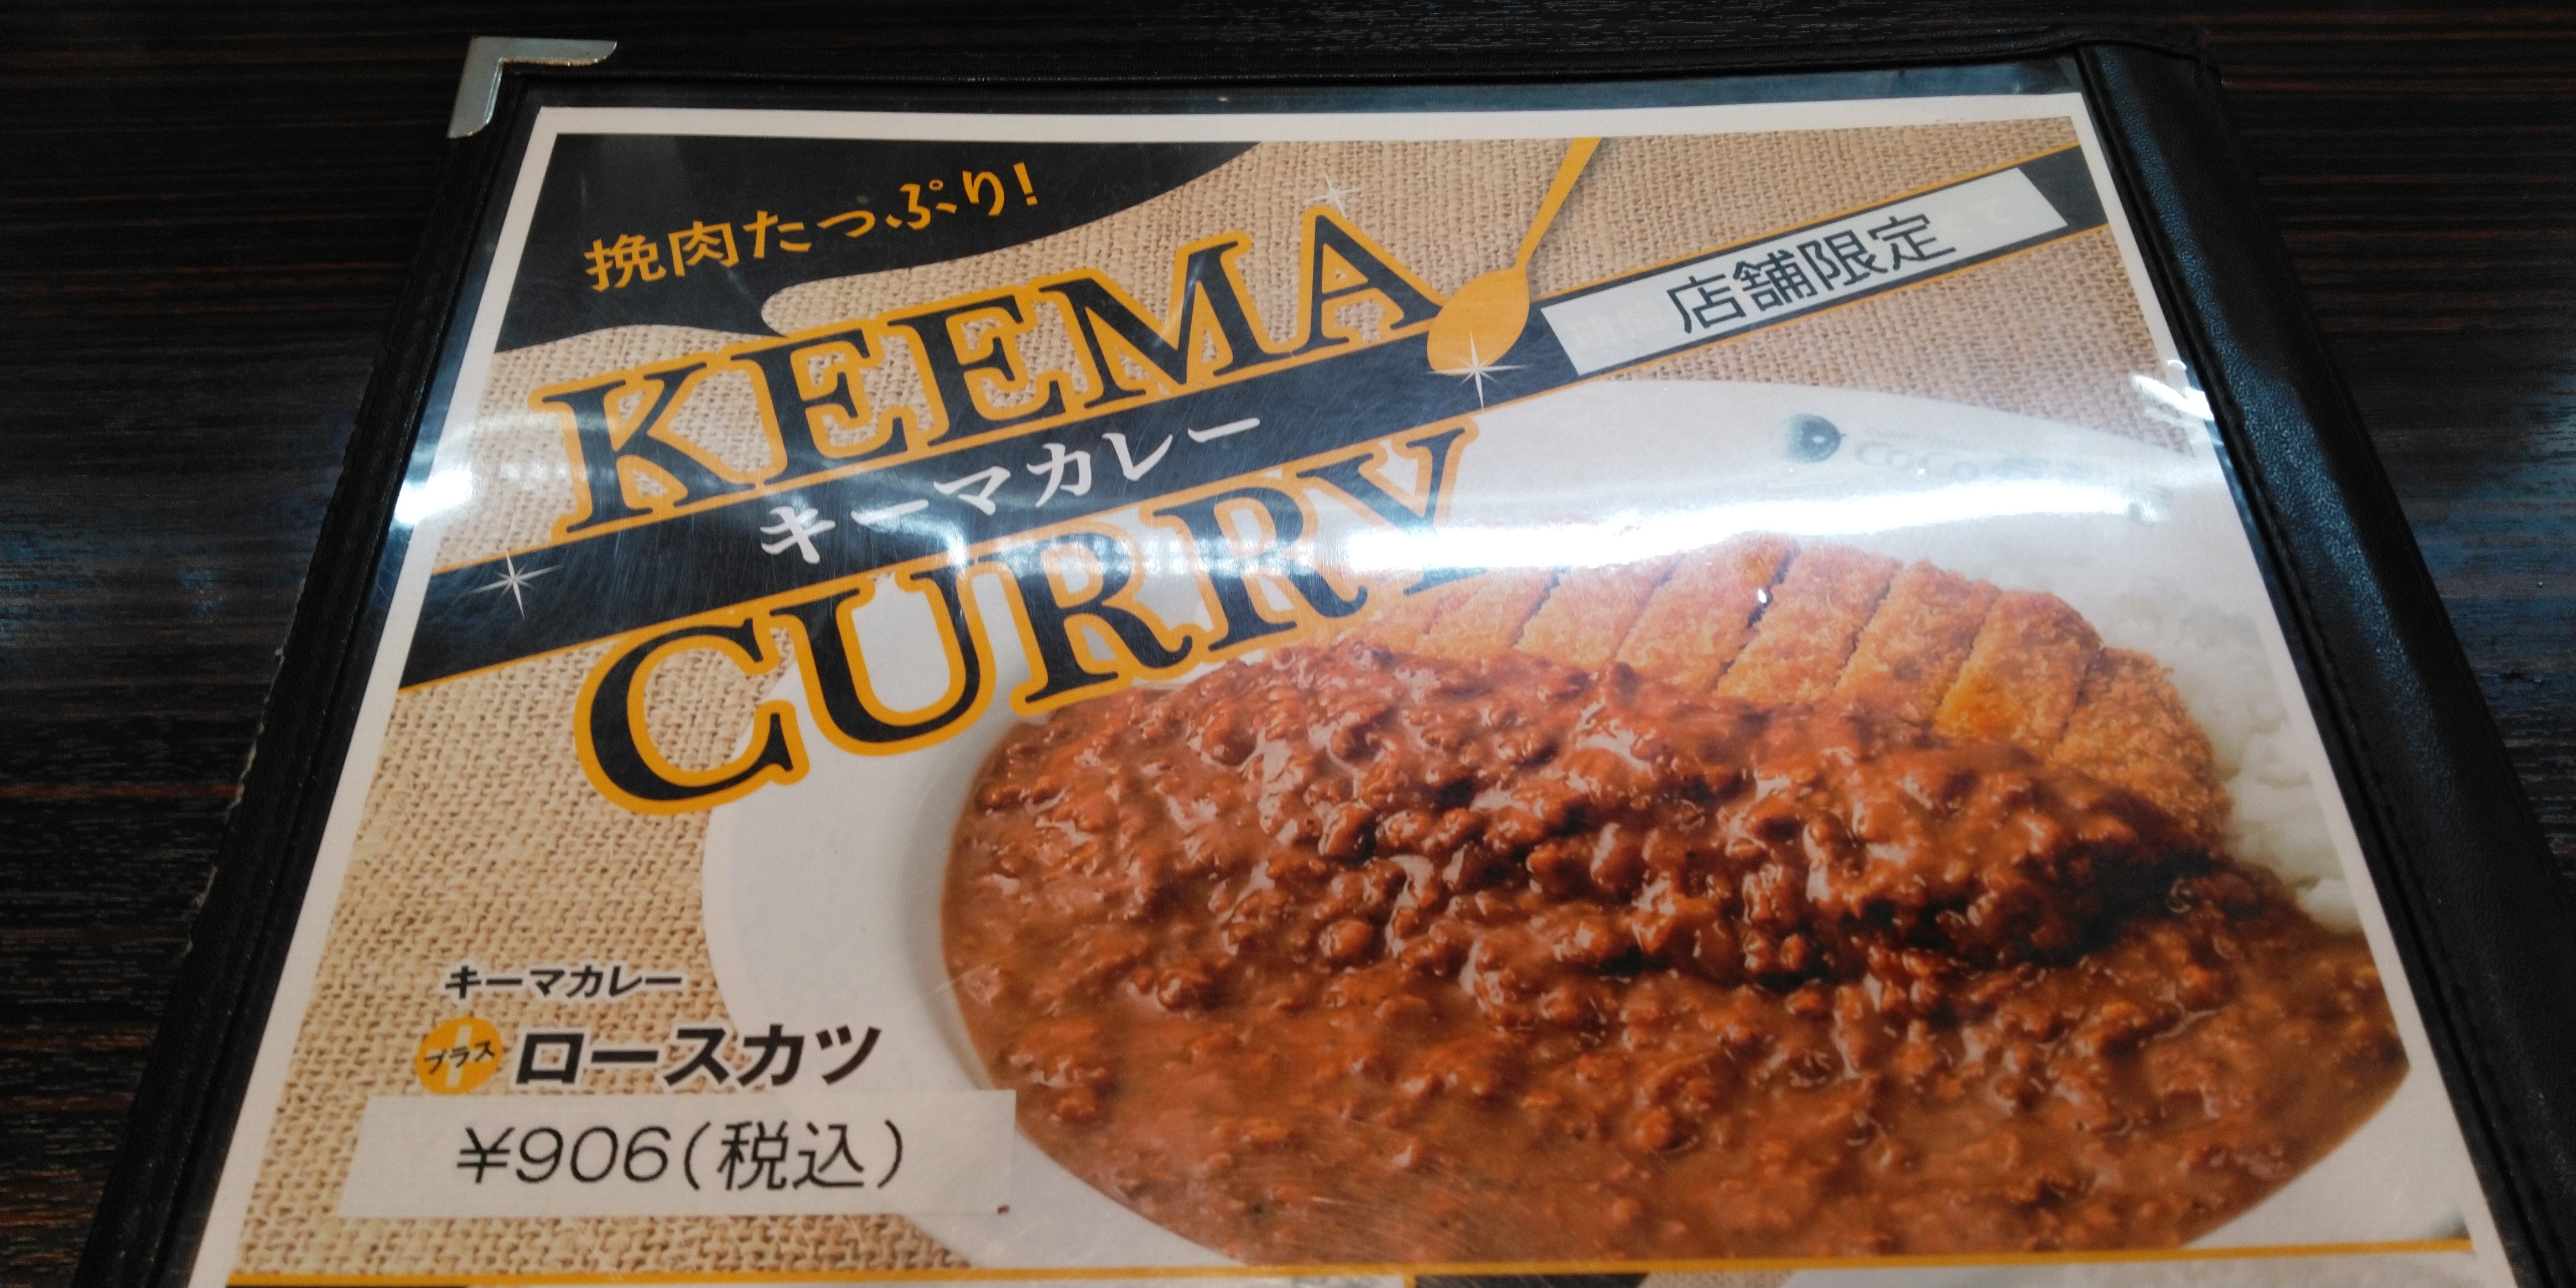 挽肉たっぷり!
KEEMA
店舗限定
キーマカレー
CURRY
CoCo
キーマカレー
プラス ロースカツ
¥906(税込)